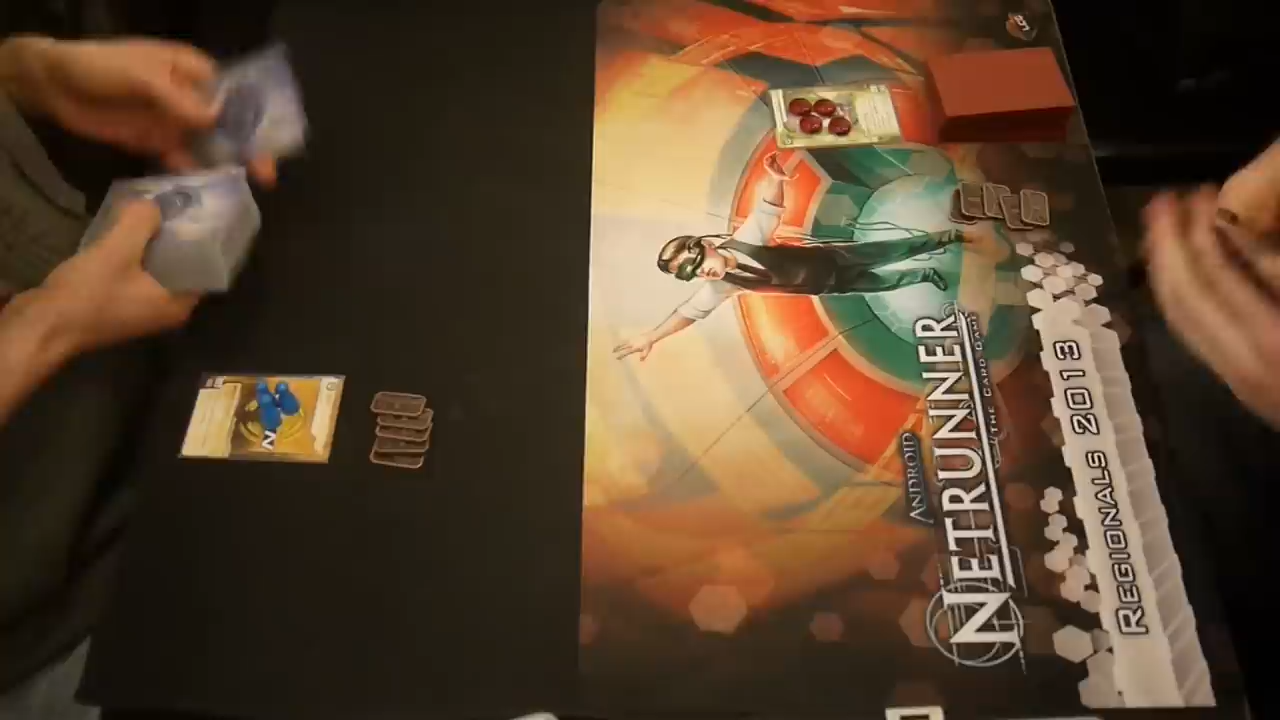 ANDROID
NETRUNNER
THE CARD GAME
REGIONALS 2013